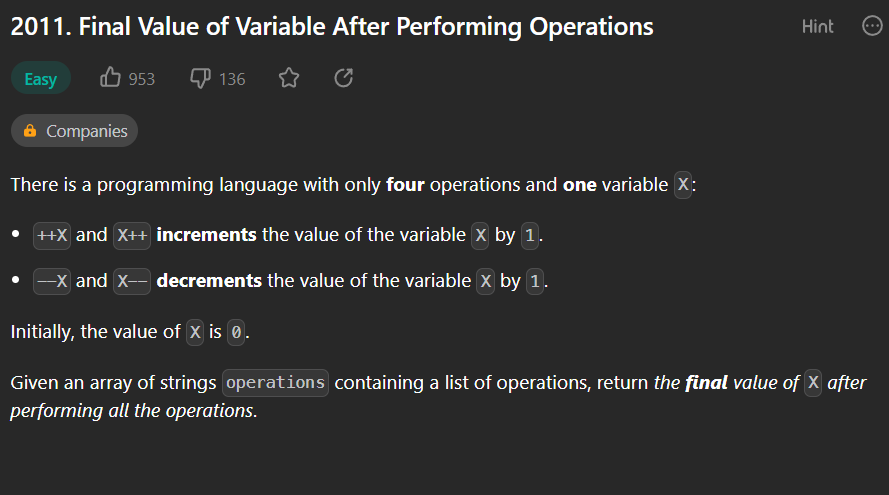 2011. Final Value of Variable After Performing Operations
Hint
Easy
953
136
Companies
There is a programming language with only four operations and one variable X:
• ++X and X++ increments the value of the variable X by 1.
• --X and X-- decrements the value of the variable X by 1.
Initially, the value of X is 0.
Given an array of strings operations containing a list of operations, return the final value of X after
performing all the operations.